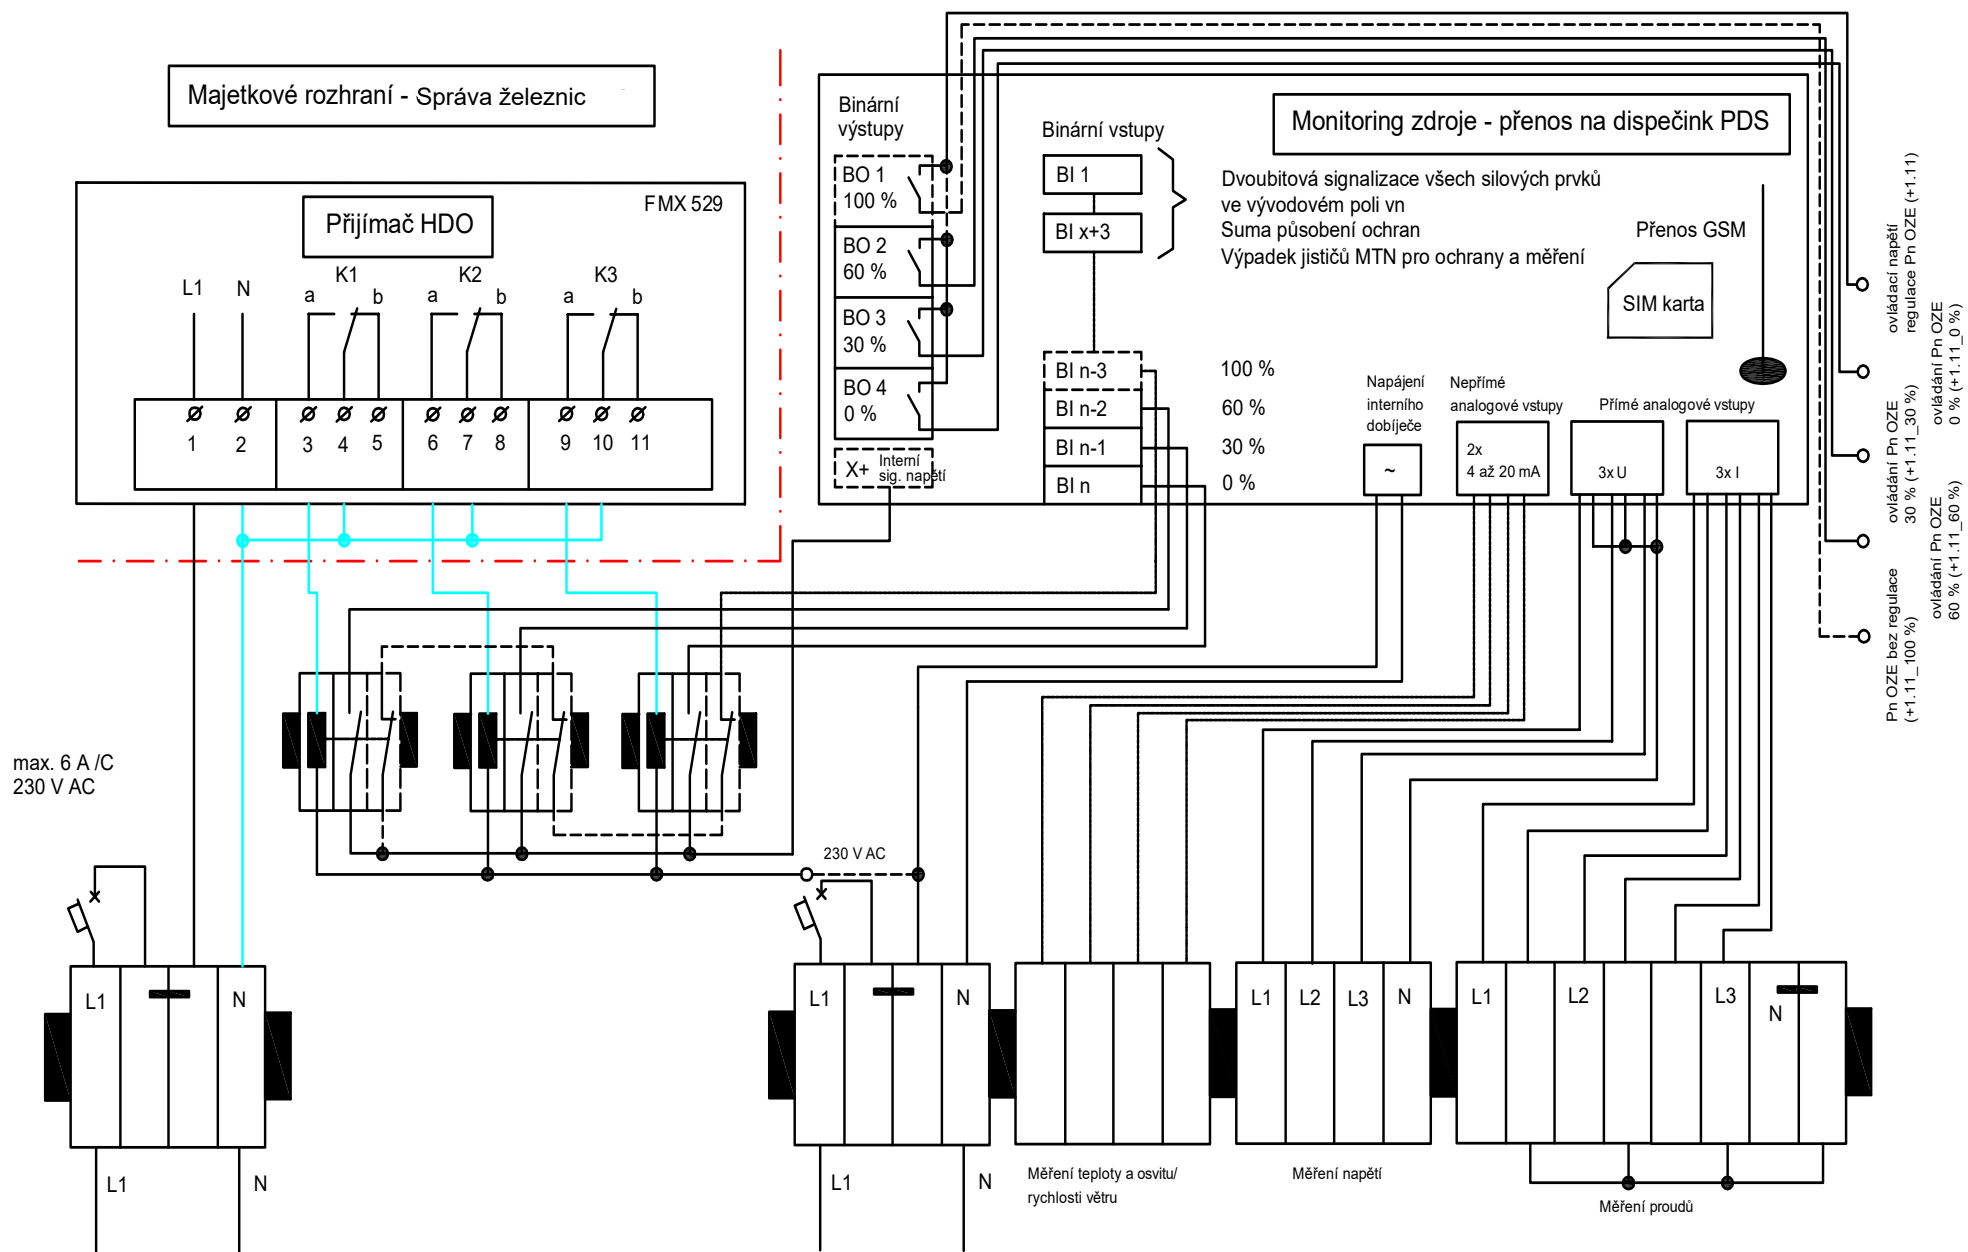 Majetkové rozhraní - Správa železnic
FMX 529
Přijímač HDO
L1
N
K1
a
b
K2
a
b
K3
a
b
1
2
3
4
5
6
7
8
9
10
11
Binární
výstupy
BO 1
100 %
BO 2
60 %
BO 3
30 %
BO 4
0 %
X+
Interní
sig. napětí
Binární vstupy
BI 1
BI x+3
BI n-3
BI n-2
BI n-1
BI n
Monitoring zdroje - přenos na dispečink PDS
Dvoubitová signalizace všech silových prvků
ve vývodovém poli vn
Suma působení ochran
Výpadek jističů MTN pro ochrany a měření
100 %
60 %
30 %
0 %
Přenos GSM
SIM karta
Napájení
interního
dobíječe
~
Nepřímé
analogové vstupy
2x
4 až 20 mA
Přímé analogové vstupy
3x U
3x I
ovládací napětí
regulace Pn OZE (+1.11)
ovládání Pn OZE
0 % (+1.11_0 %)
ovládání Pn OZE
30 % (+1.11_30 %)
ovládání Pn OZE
60 % (+1.11_60 %)
Pn OZE bez regulace
(+1.11_100 %)
max. 6 A /C
230 V AC
230 V AC
L1
N
L1
N
L1
N
L1
N
Měření teploty a osvitu/
rychlosti větru
L1
L2
L3
N
Měření napětí
L1
L2
L3
N
Měření proudů